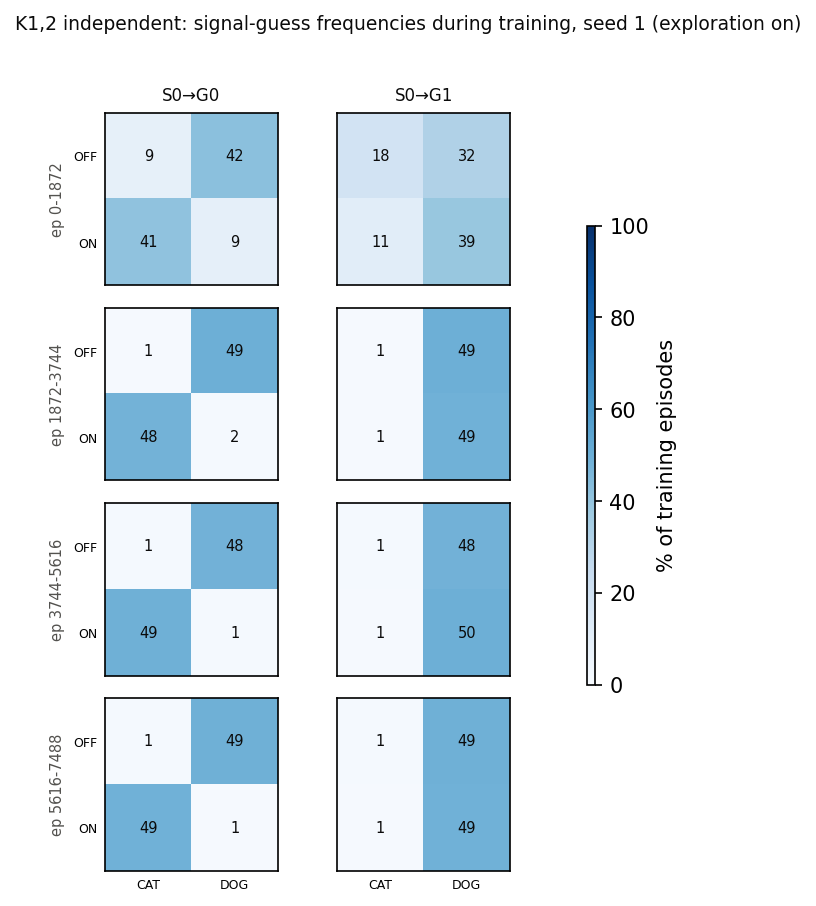 K1,2 independent: signal-guess frequencies during training, seed 1 (exploration on)
S0→G0 S0→G1
ep 0-1872
OFF 9 42 18 32
ON 41 9 11 39
ep 1872-3744
OFF 1 49 1 49
ON 48 2 1 49
ep 3744-5616
OFF 1 48 1 48
ON 49 1 1 50
ep 5616-7488
OFF 1 49 1 49
ON 49 1 1 49
CAT DOG CAT DOG
100
80
60
40
20
0
% of training episodes